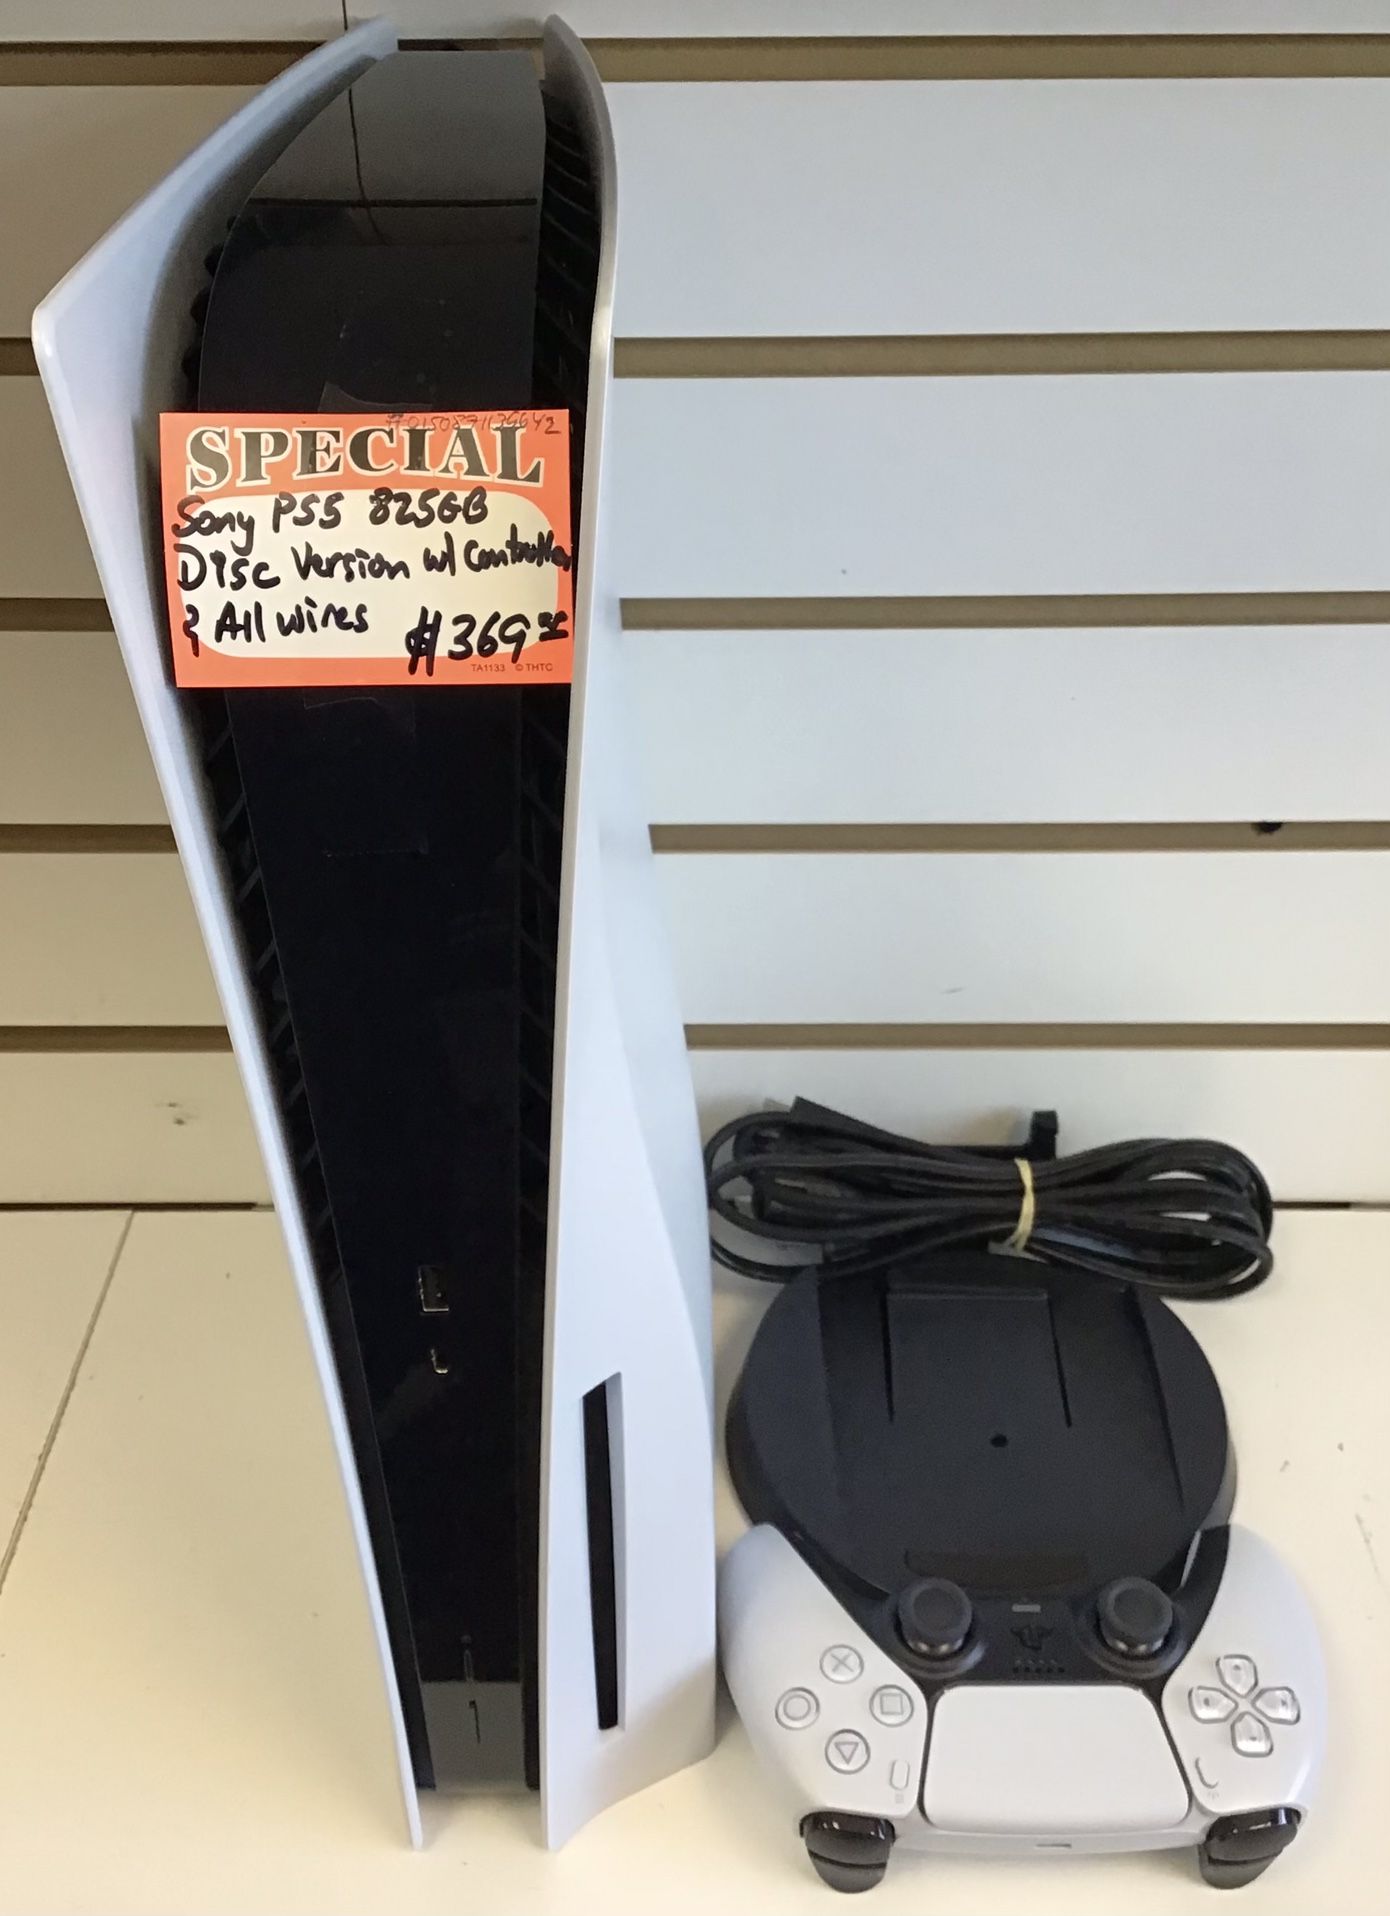 SPECIAL
Sony PS5 825GB
Disc Version w/ Controller
& All wires $369
TA1133 © THTC